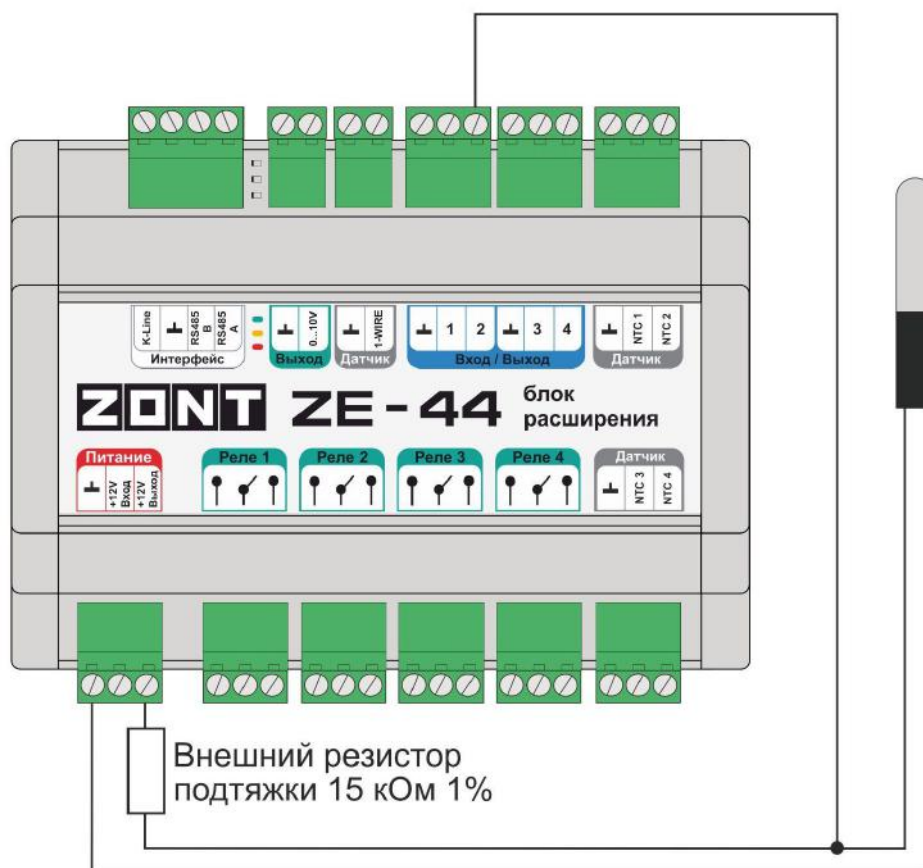 K-Line
RS485 B
RS485 A
0...10V
1-WIRE
1 2 3 4
NTC 1
NTC 2
Интерфейс Выход Датчик Вход / Выход Датчик
ZONT ZE-44 блок
расширения
Питание Реле 1 Реле 2 Реле 3 Реле 4 Датчик
+12V Вход
+12V Выход
NTC 3
NTC 4
Внешний резистор
подтяжки 15 кОм 1%